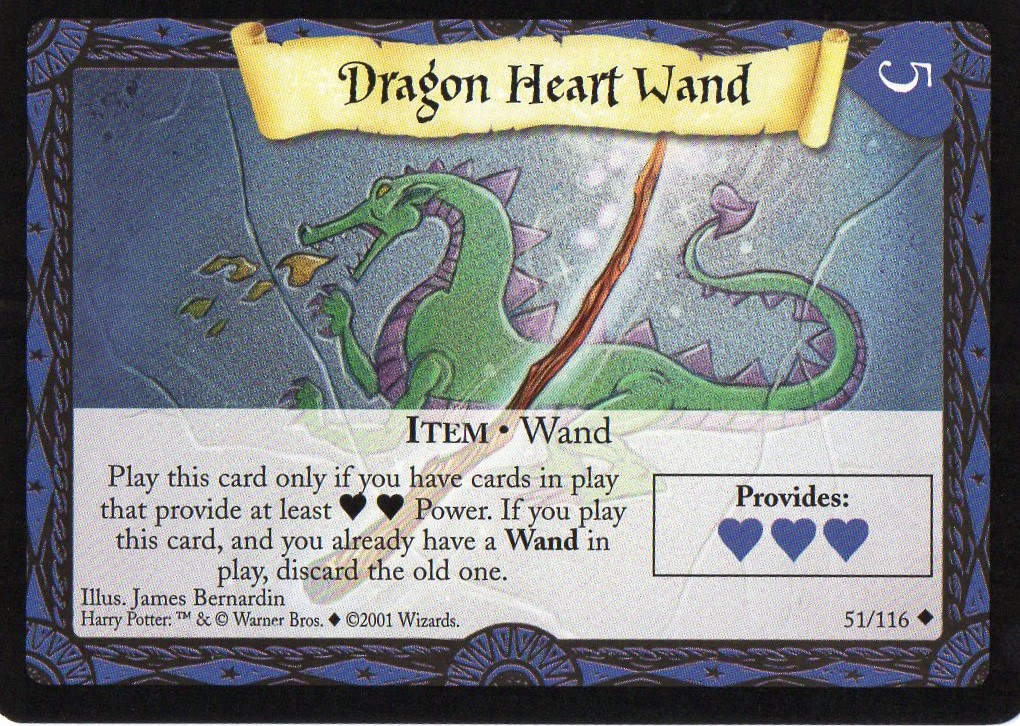 Dragon Heart Wand
5
ITEM • Wand
Play this card only if you have cards in play
that provide at least ♥ ♥ Power. If you play
this card, and you already have a Wand in
play, discard the old one.
Provides:
♥ ♥ ♥
Illus. James Bernardin
Harry Potter: ™ & © Warner Bros. ◆ ©2001 Wizards.
51/116 ◆